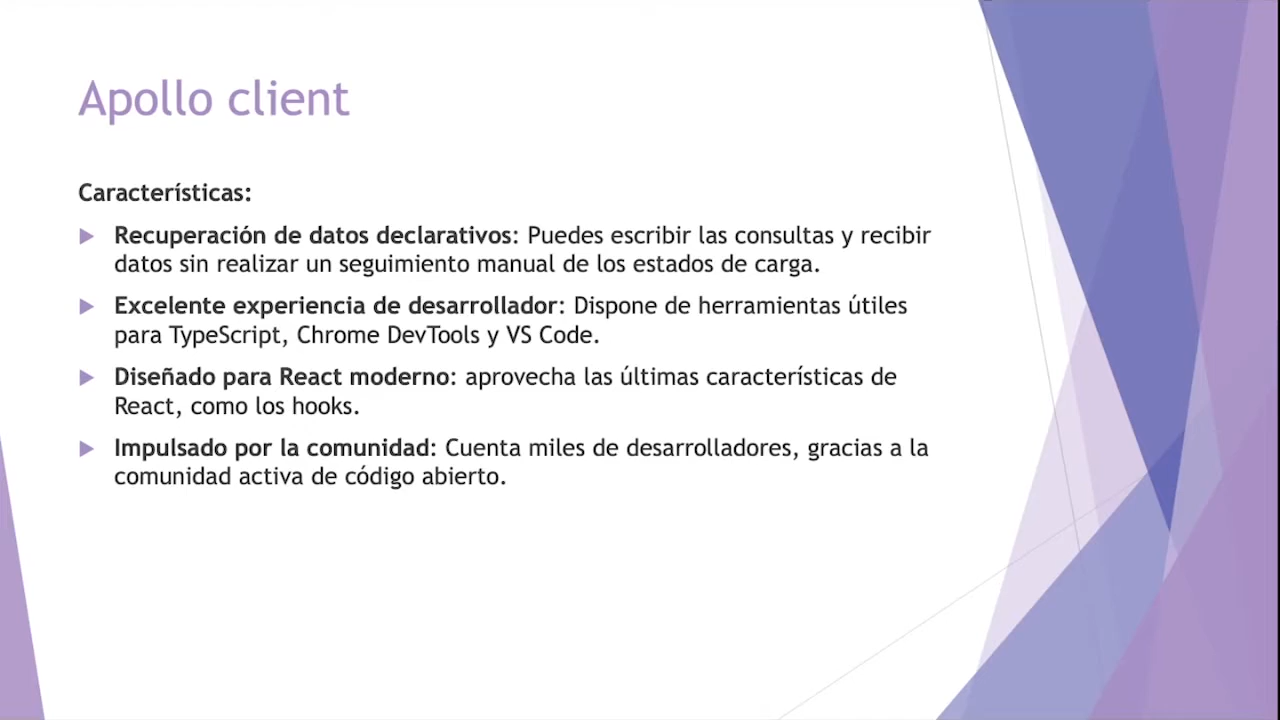 Apollo client
Características:
Recuperación de datos declarativos: Puedes escribir las consultas y recibir
datos sin realizar un seguimiento manual de los estados de carga.
Excelente experiencia de desarrollador: Dispone de herramientas útiles
para TypeScript, Chrome DevTools y VS Code.
Diseñado para React moderno: aprovecha las últimas características de
React, como los hooks.
Impulsado por la comunidad: Cuenta miles de desarrolladores, gracias a la
comunidad activa de código abierto.